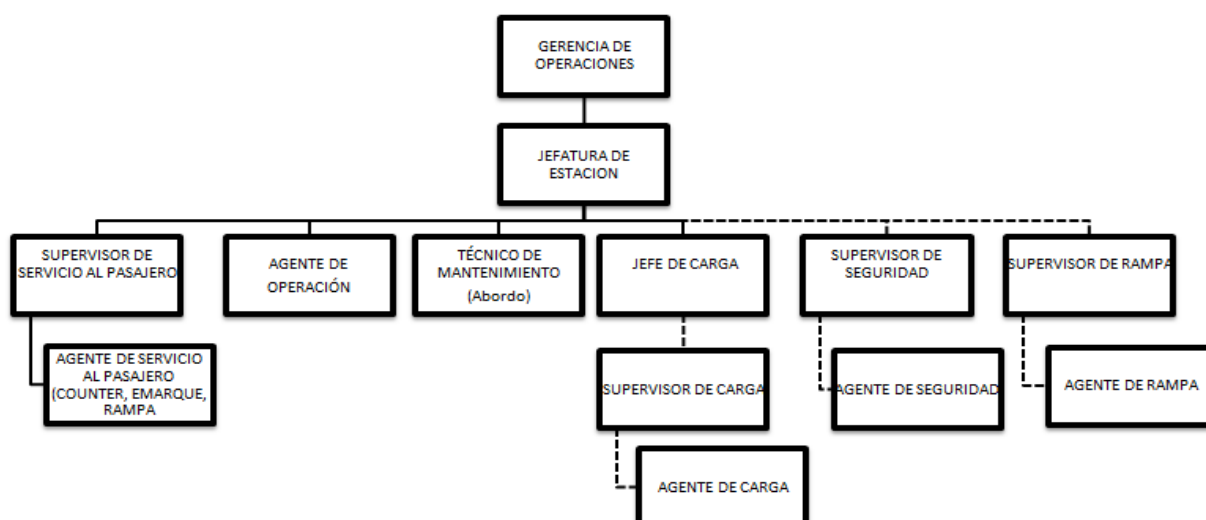 GERENCIA DE
OPERACIONES
JEFATURA DE
ESTACION
SUPERVISOR DE
SERVICIO AL PASAJERO
AGENTE DE
OPERACIÓN
TÉCNICO DE
MANTENIMIENTO
(Abordo)
JEFE DE CARGA
SUPERVISOR DE
SEGURIDAD
SUPERVISOR DE RAMPA
AGENTE DE SERVICIO
AL PASAJERO
(COUNTER, EMARQUE,
RAMPA
SUPERVISOR DE CARGA
AGENTE DE SEGURIDAD
AGENTE DE RAMPA
AGENTE DE CARGA